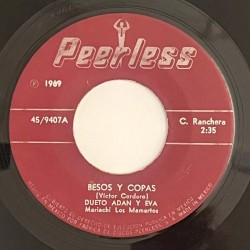 Peerless
℗ 1989
45/9407A
C. Ranchera
2:35
BESOS Y COPAS
(Victor Cordero)
DUETO ADAN Y EVA
Mariachi Los Mamertos